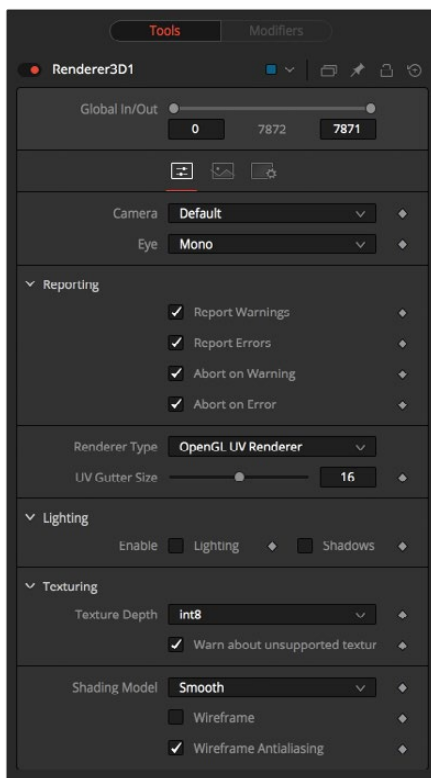 Tools Modifiers
Renderer3D1
Global In/Out
0 7872 7871
Camera Default
Eye Mono
Reporting
Report Warnings
Report Errors
Abort on Warning
Abort on Error
Renderer Type OpenGL UV Renderer
UV Gutter Size 16
Lighting
Enable Lighting Shadows
Texturing
Texture Depth int8
Warn about unsupported textur
Shading Model Smooth
Wireframe
Wireframe Antialiasing